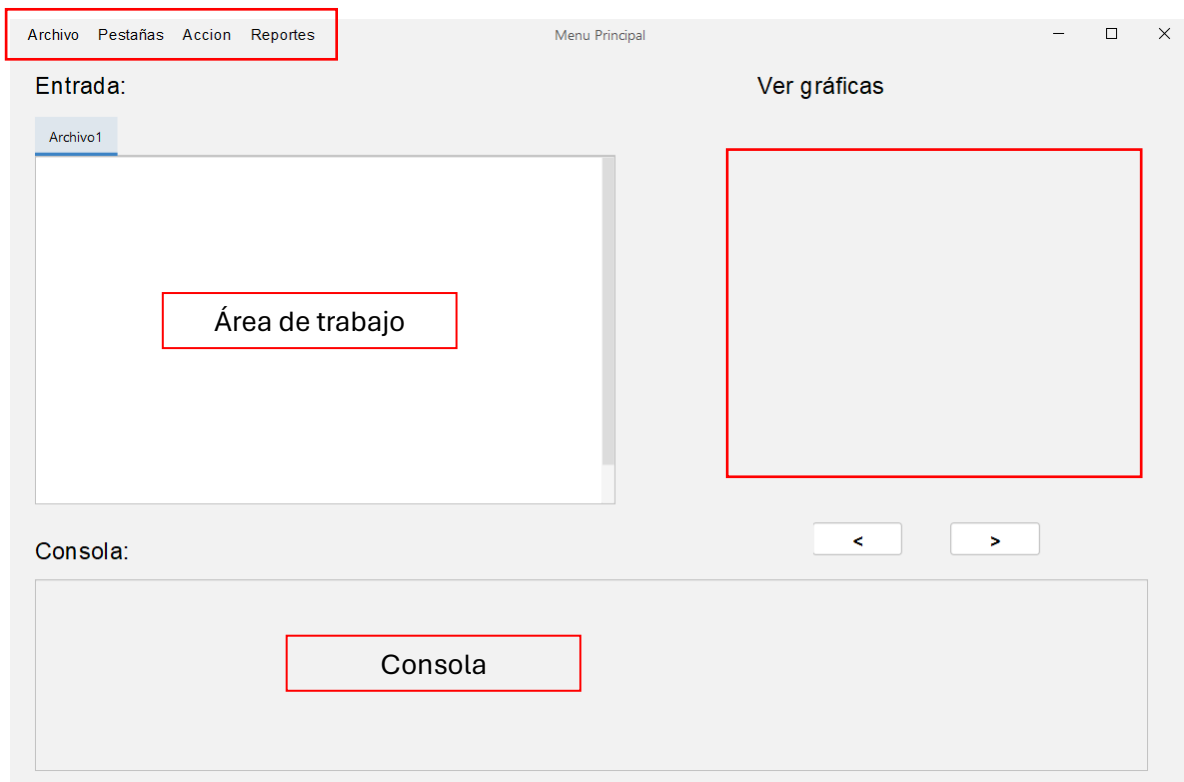 Archivo Pestañas Accion Reportes Menu Principal
Entrada: Ver gráficas
Archivo1
Área de trabajo
< >
Consola:
Consola